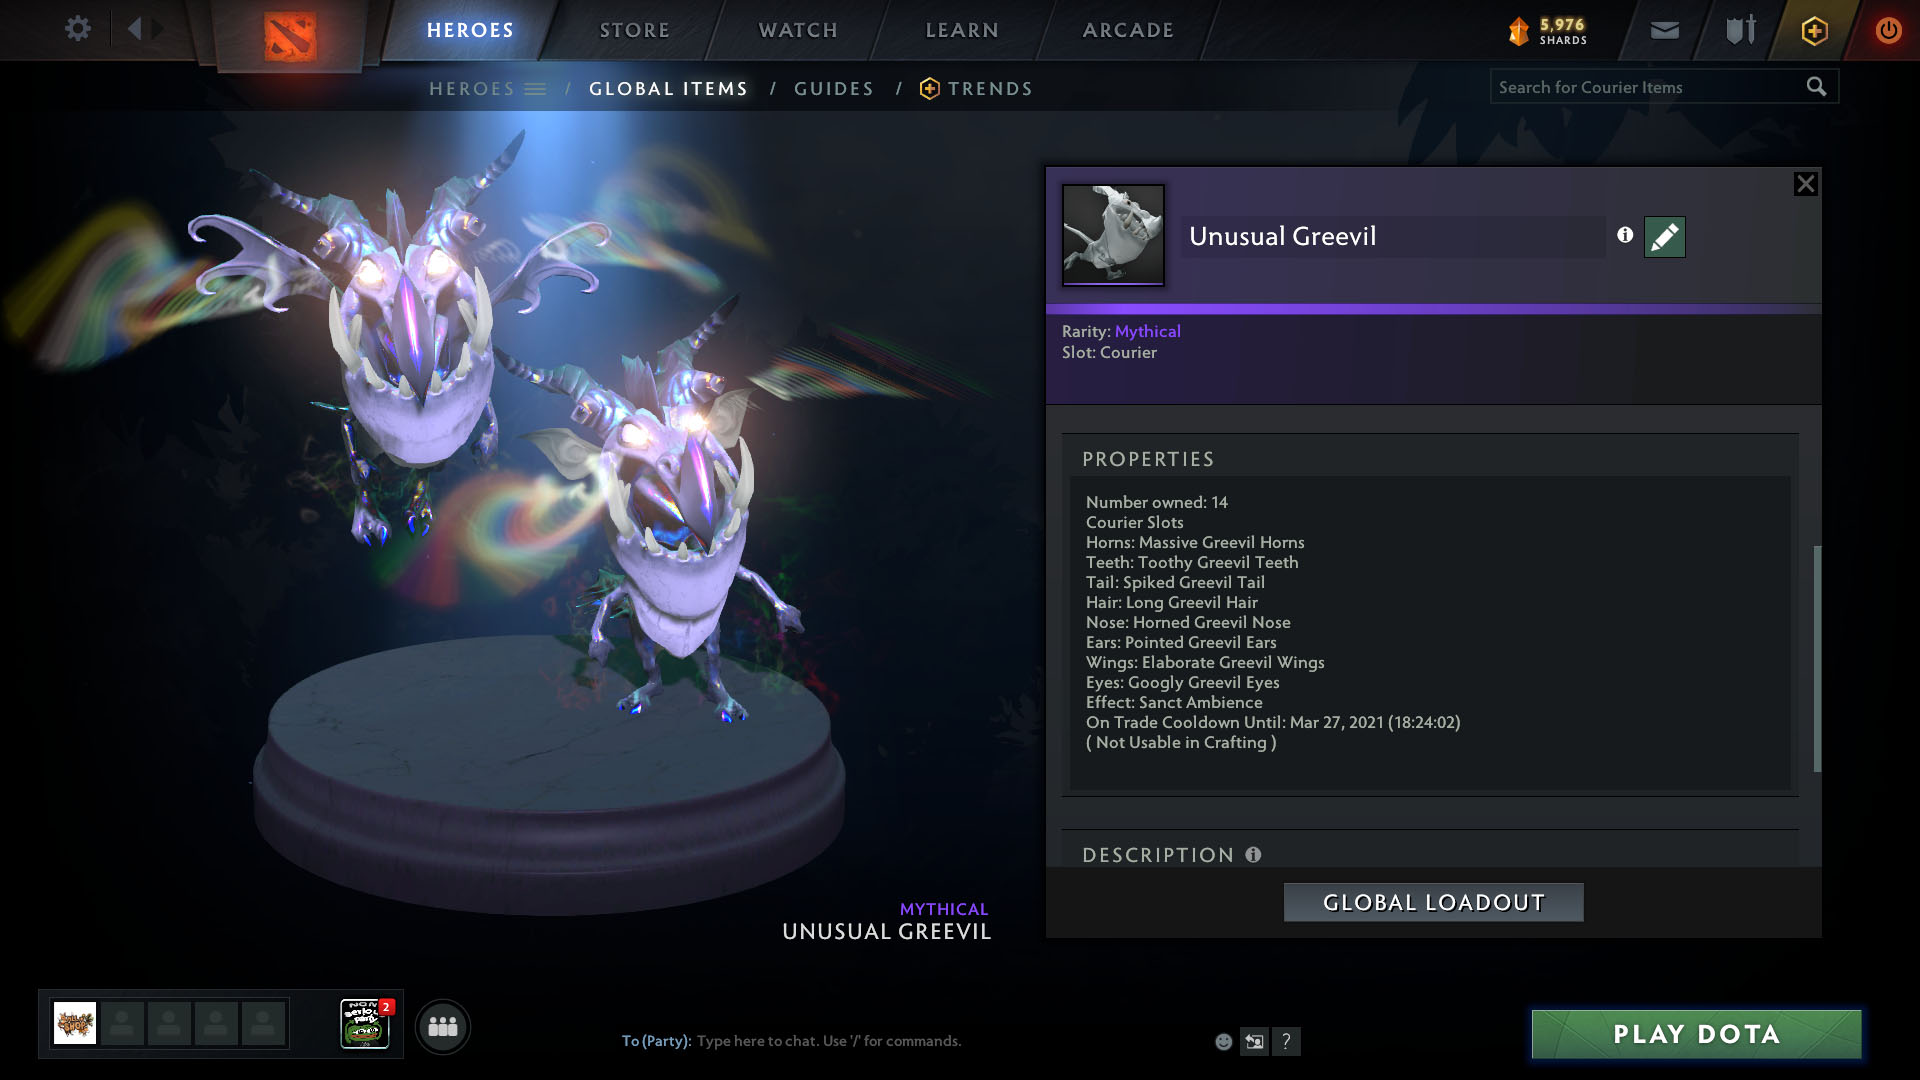 HEROES
STORE
WATCH
LEARN
ARCADE
5,976
SHARDS
HEROES / GLOBAL ITEMS / GUIDES / TRENDS
Search for Courier Items
Unusual Greevil
Rarity: Mythical
Slot: Courier
PROPERTIES
Number owned: 14
Courier Slots
Horns: Massive Greevil Horns
Teeth: Toothy Greevil Teeth
Tail: Spiked Greevil Tail
Hair: Long Greevil Hair
Nose: Horned Greevil Nose
Ears: Pointed Greevil Ears
Wings: Elaborate Greevil Wings
Eyes: Googly Greevil Eyes
Effect: Sanct Ambience
On Trade Cooldown Until: Mar 27, 2021 (18:24:02)
( Not Usable in Crafting )
DESCRIPTION
GLOBAL LOADOUT
MYTHICAL
UNUSUAL GREEVIL
2
To (Party): Type here to chat. Use '/' for commands.
?
PLAY DOTA